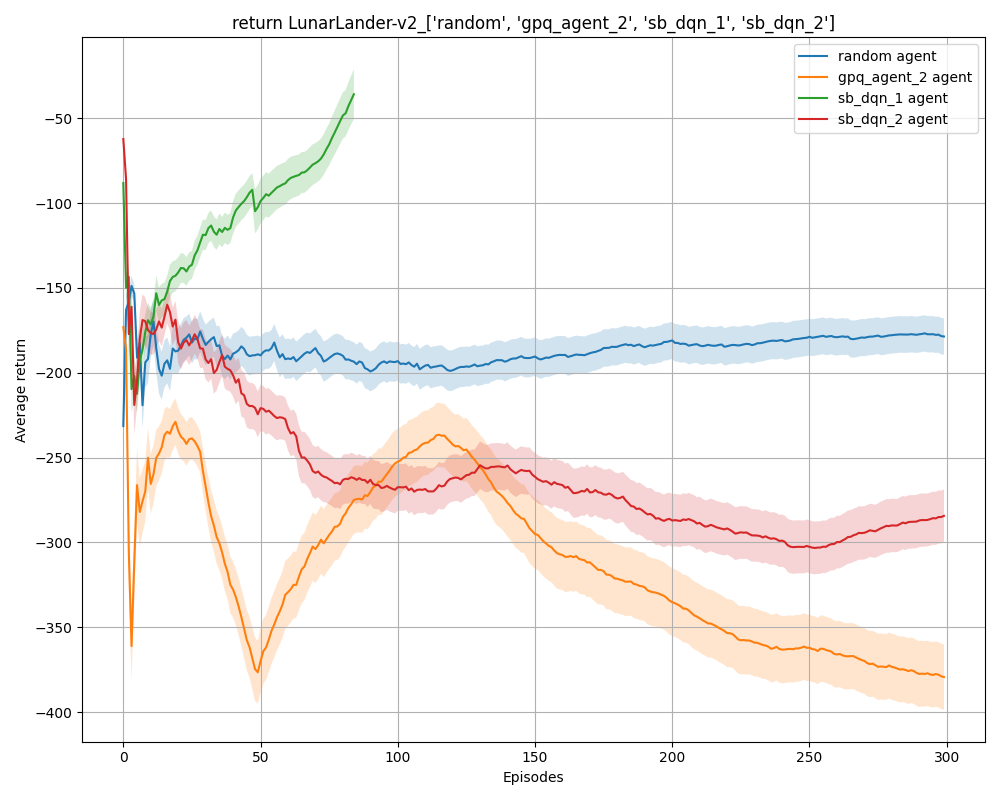 return LunarLander-v2_['random', 'gpq_agent_2', 'sb_dqn_1', 'sb_dqn_2']
random agent
gpq_agent_2 agent
sb_dqn_1 agent
sb_dqn_2 agent
Average return
−50
−100
−150
−200
−250
−300
−350
−400
0 50 100 150 200 250 300
Episodes